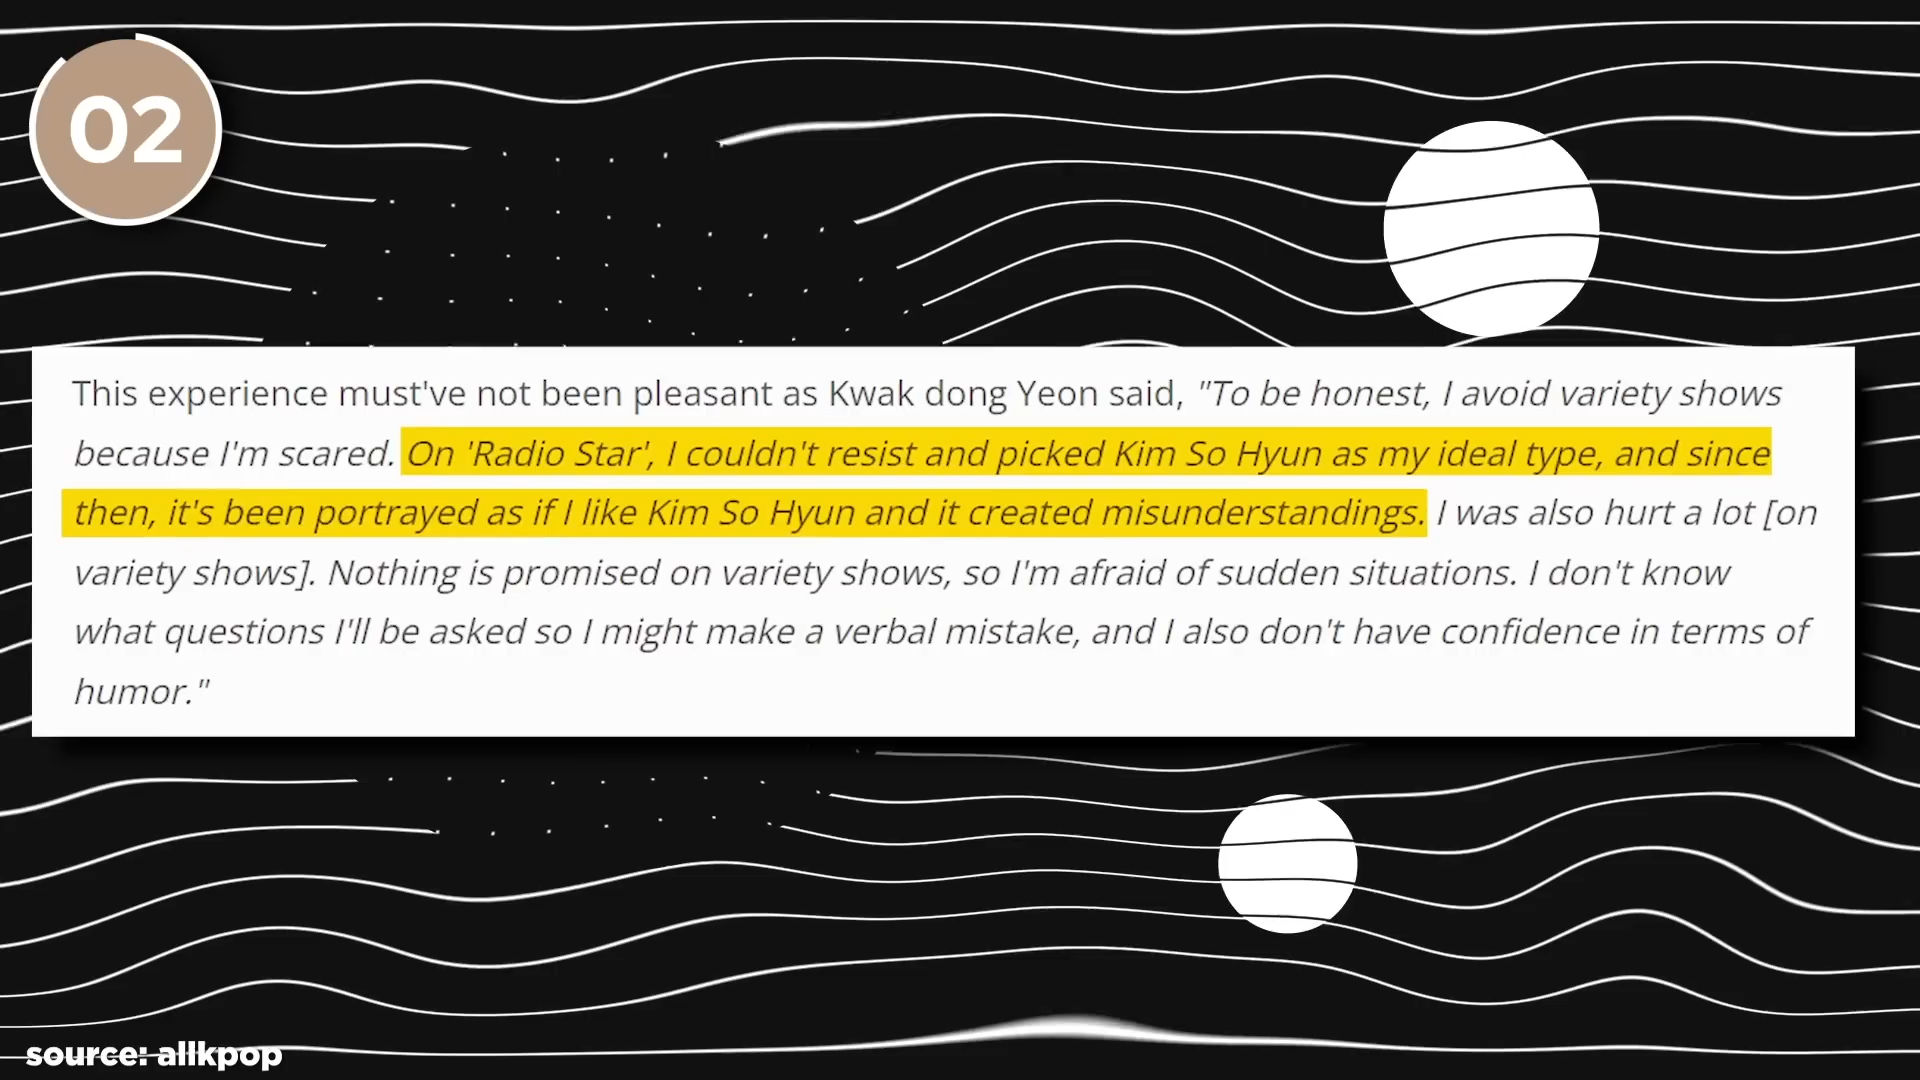 02
This experience must've not been pleasant as Kwak dong Yeon said, "To be honest, I avoid variety shows
because I'm scared. On 'Radio Star', I couldn't resist and picked Kim So Hyun as my ideal type, and since
then, it's been portrayed as if I like Kim So Hyun and it created misunderstandings. I was also hurt a lot [on
variety shows]. Nothing is promised on variety shows, so I'm afraid of sudden situations. I don't know
what questions I'll be asked so I might make a verbal mistake, and I also don't have confidence in terms of
humor."
source: allkpop